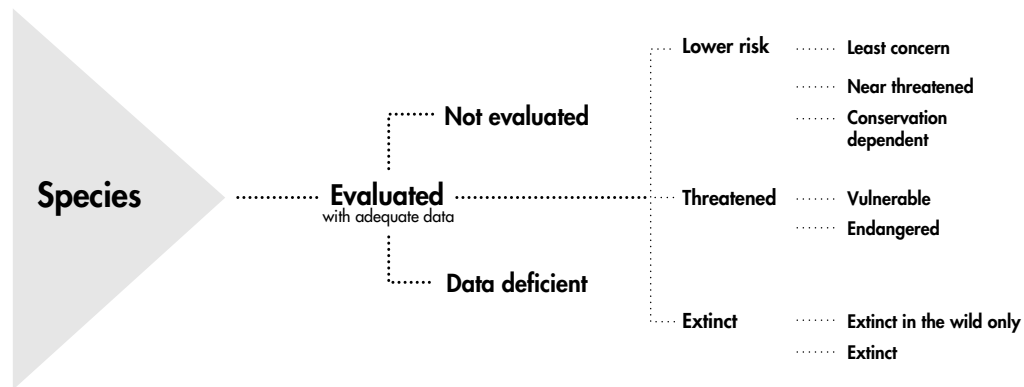 Species
Not evaluated
Evaluated
with adequate data
Data deficient
Lower risk
Least concern
Near threatened
Conservation
dependent
Threatened
Vulnerable
Endangered
Extinct
Extinct in the wild only
Extinct